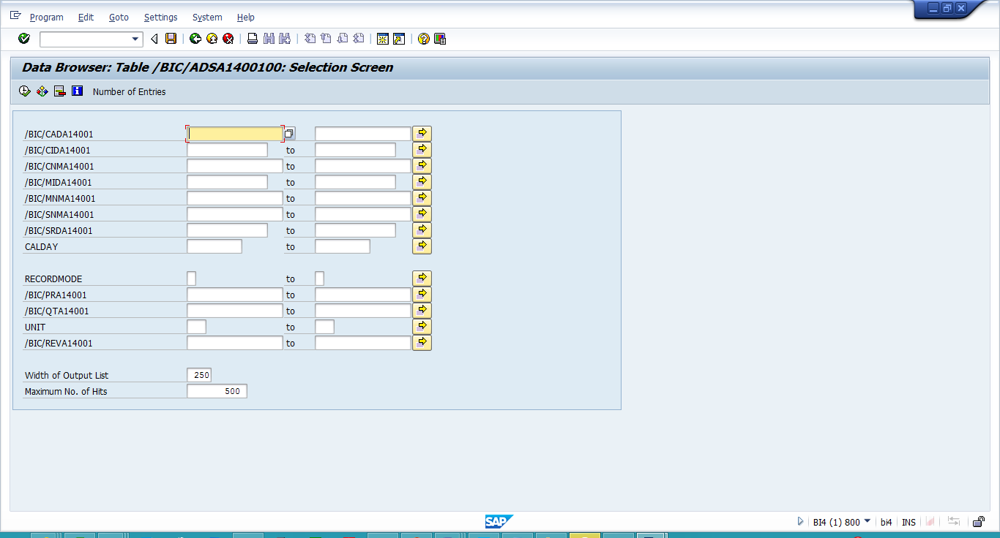 Program Edit Goto Settings System Help
Data Browser: Table /BIC/ADSA1400100: Selection Screen
Number of Entries
/BIC/CADA14001
/BIC/CIDA14001 to
/BIC/CNMA14001 to
/BIC/MIDA14001 to
/BIC/MNMA14001 to
/BIC/SNMA14001 to
/BIC/SRDA14001 to
CALDAY to
RECORDMODE to
/BIC/PRA14001 to
/BIC/QTA14001 to
UNIT to
/BIC/REVA14001 to
Width of Output List 250
Maximum No. of Hits 500
SAP BI4 (1) 800 bi4 INS